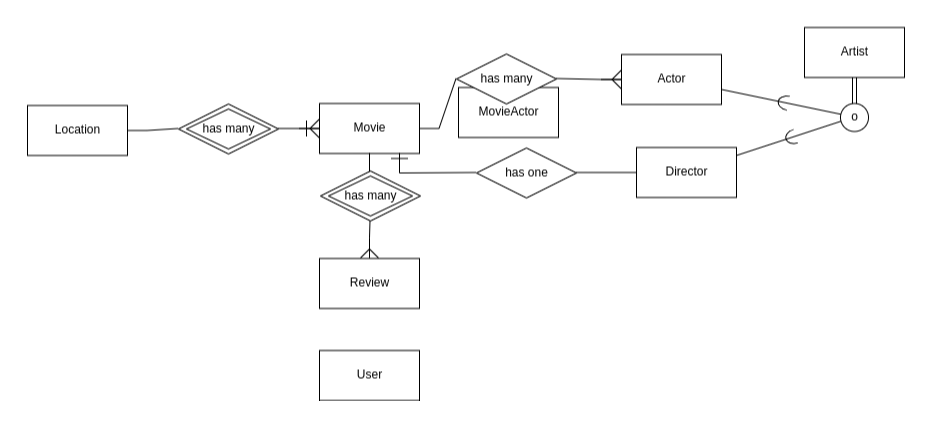 Artist
has many
Actor
MovieActor
o
Location
has many
Movie
has one
Director
has many
Review
User